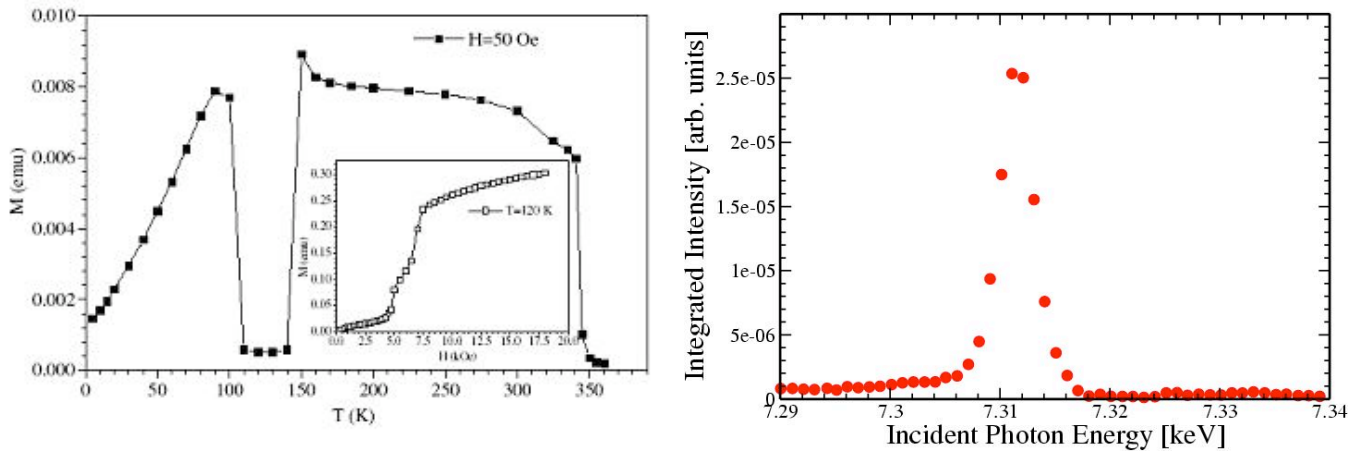 0.010
0.008
0.006
0.004
0.002
0.000
M (emu)
H=50 Oe
0
50
100
150
200
250
300
350
T (K)
0.30
0.25
0.20
0.15
0.10
0.05
0.00
M (emu)
T=120 K
0.0
2.5
5.0
7.5
10.0
12.5
15.0
17.5
20.0
H (kOe)
Integrated Intensity [arb. units]
2.5e-05
2e-05
1.5e-05
1e-05
5e-06
0
7.29
7.3
7.31
7.32
7.33
7.34
Incident Photon Energy [keV]